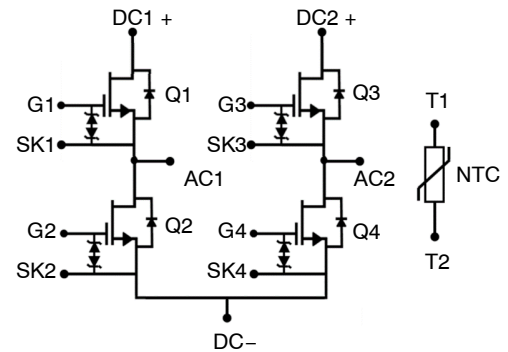 DC1 +
DC2 +
G1
Q1
SK1
G3
Q3
SK3
AC1
AC2
G2
Q2
SK2
G4
Q4
SK4
DC−
T1
NTC
T2